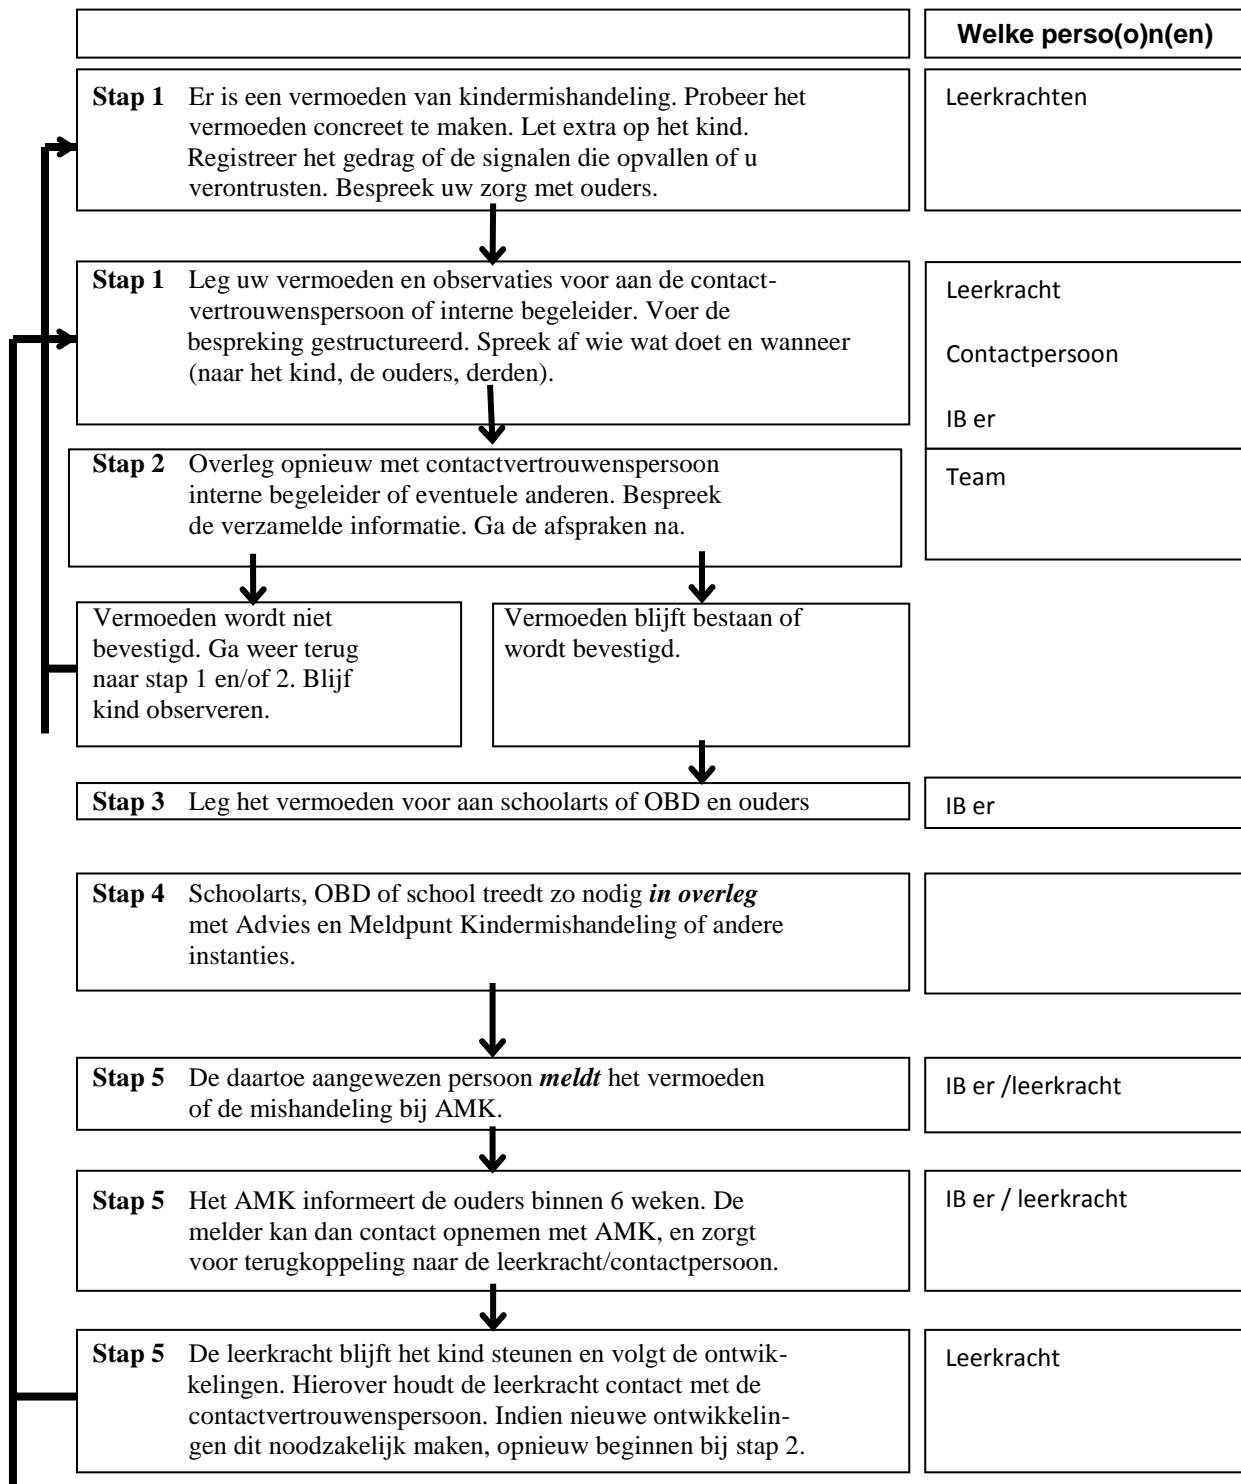 Welke perso(o)n(en)
Stap 1 Er is een vermoeden van kindermishandeling. Probeer het
vermoeden concreet te maken. Let extra op het kind.
Registreer het gedrag of de signalen die opvallen of u
verontrusten. Bespreek uw zorg met ouders.
Leerkrachten
Stap 1 Leg uw vermoeden en observaties voor aan de contact-
vertrouwenspersoon of interne begeleider. Voer de
bespreking gestructureerd. Spreek af wie wat doet en wanneer
(naar het kind, de ouders, derden).
Leerkracht
Contactpersoon
IB er
Stap 2 Overleg opnieuw met contactvertrouwenspersoon
interne begeleider of eventuele anderen. Bespreek
de verzamelde informatie. Ga de afspraken na.
Team
Vermoeden wordt niet
bevestigd. Ga weer terug
naar stap 1 en/of 2. Blijf
kind observeren.
Vermoeden blijft bestaan of
wordt bevestigd.
Stap 3 Leg het vermoeden voor aan schoolarts of OBD en ouders
IB er
Stap 4 Schoolarts, OBD of school treedt zo nodig in overleg
met Advies en Meldpunt Kindermishandeling of andere
instanties.
Stap 5 De daartoe aangewezen persoon meldt het vermoeden
of de mishandeling bij AMK.
IB er /leerkracht
Stap 5 Het AMK informeert de ouders binnen 6 weken. De
melder kan dan contact opnemen met AMK, en zorgt
voor terugkoppeling naar de leerkracht/contactpersoon.
IB er / leerkracht
Stap 5 De leerkracht blijft het kind steunen en volgt de ontwik-
kelingen. Hierover houdt de leerkracht contact met de
contactvertrouwenspersoon. Indien nieuwe ontwikkelin-
gen dit noodzakelijk maken, opnieuw beginnen bij stap 2.
Leerkracht